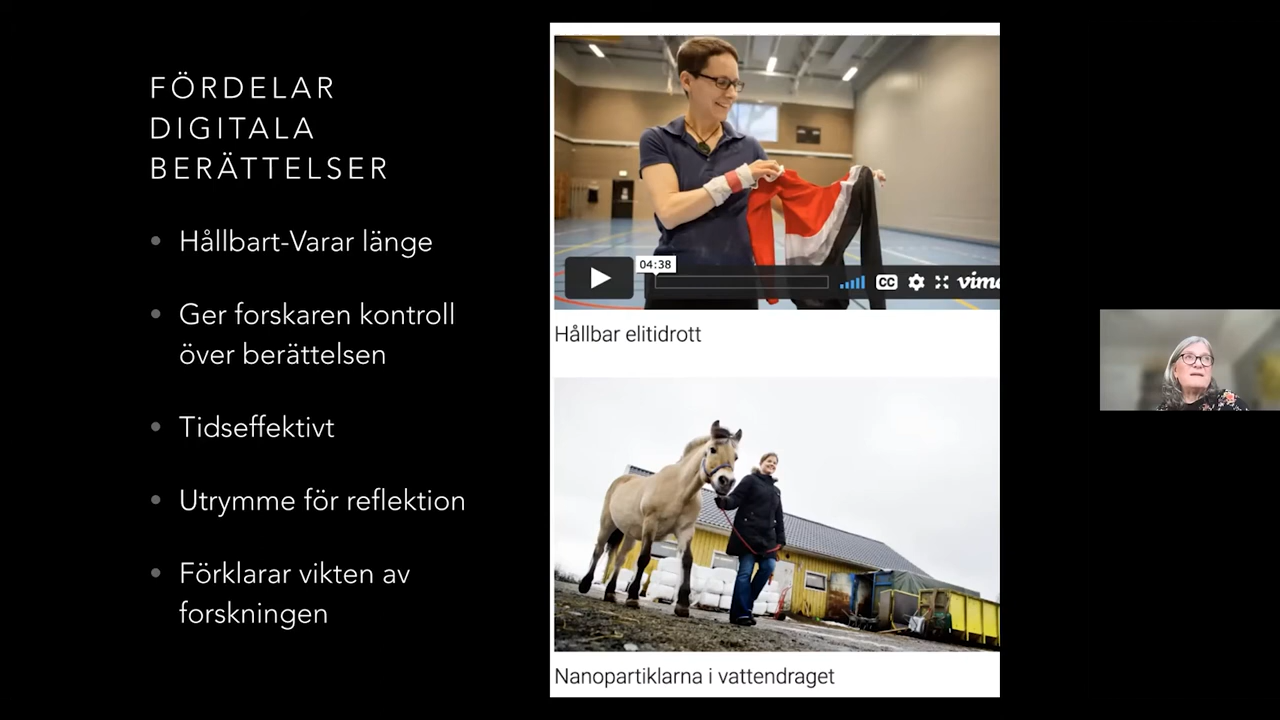 FÖRDELAR
DIGITALA
BERÄTTELSER
Hållbart-Varar länge
Ger forskaren kontroll
över berättelsen
Tidseffektivt
Utrymme för reflektion
Förklarar vikten av
forskningen
04:38
CC
Hållbar elitidrott
Nanopartiklarna i vattendraget